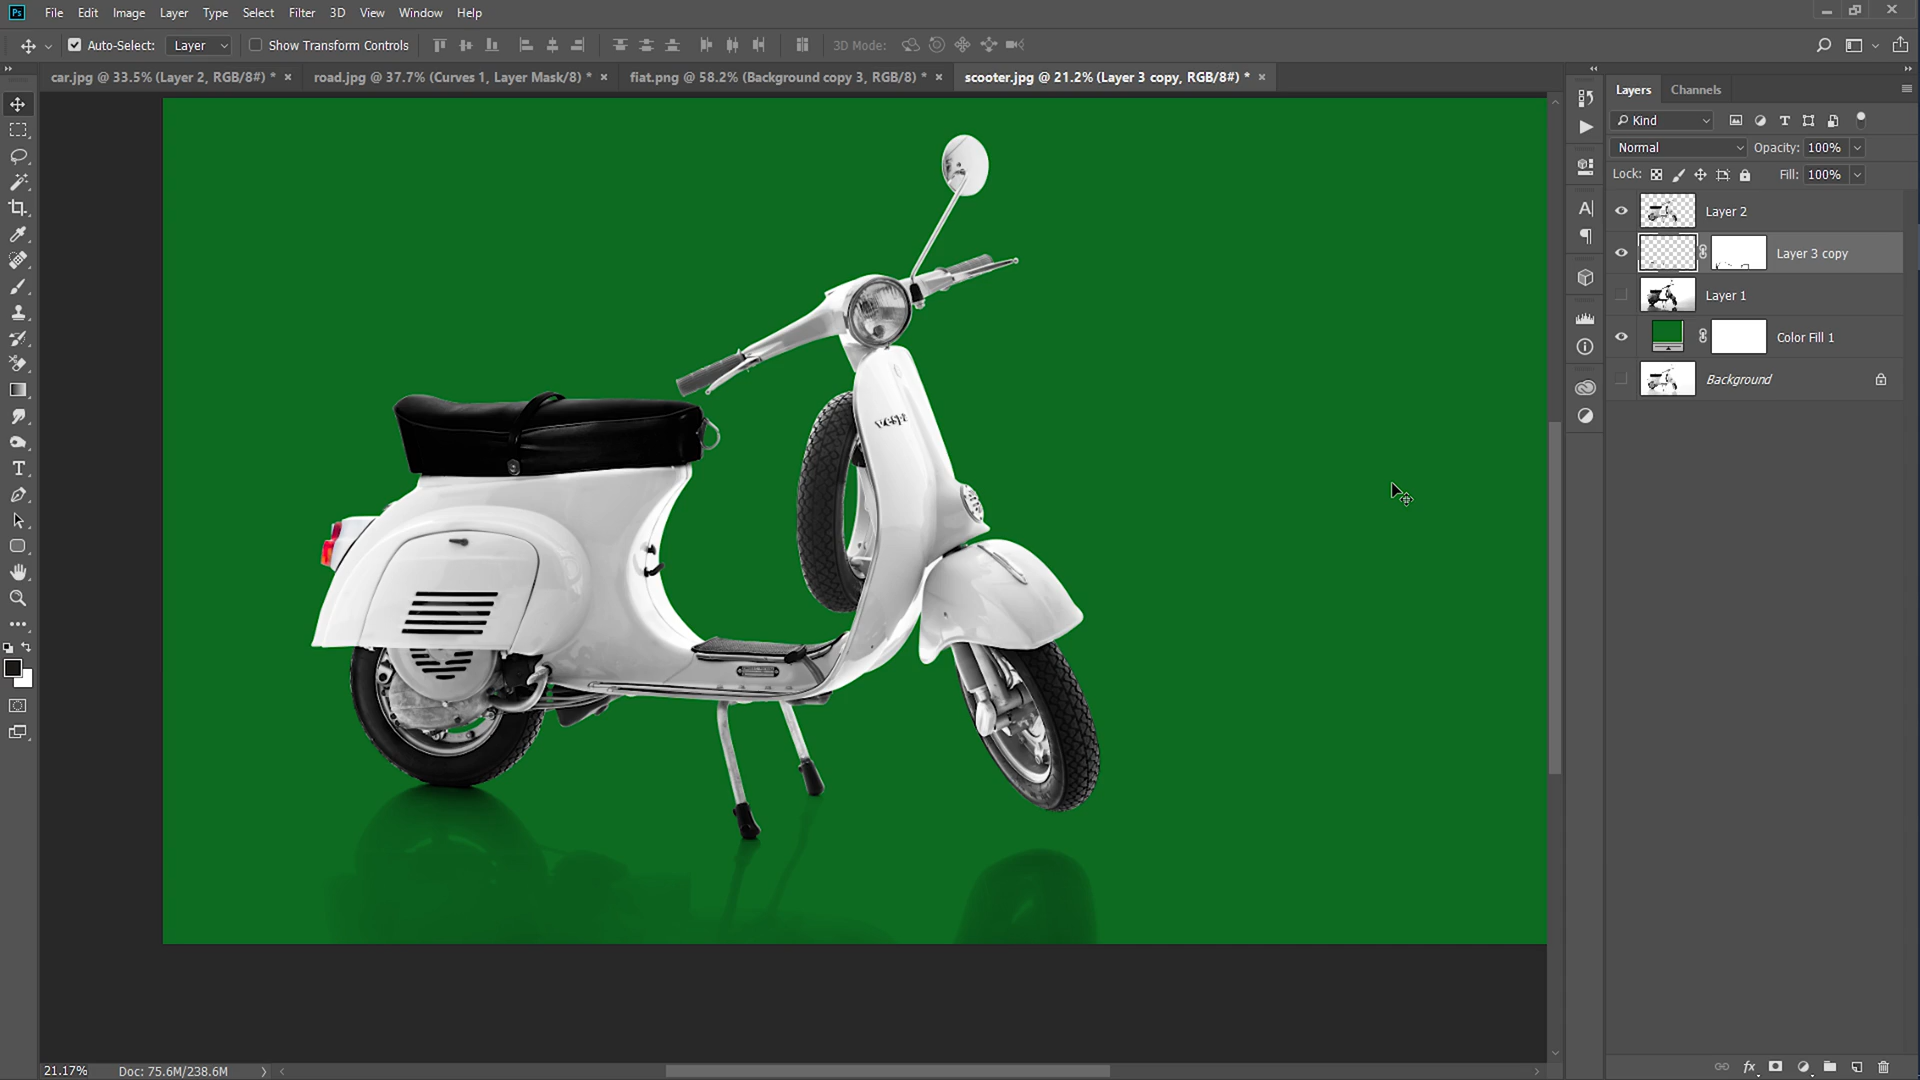 Ps File Edit Image Layer Type Select Filter 3D View Window Help
Auto-Select: Layer Show Transform Controls 3D Mode:
car.jpg @ 33.5% (Layer 2, RGB/8#) * road.jpg @ 37.7% (Curves 1, Layer Mask/8) * fiat.png @ 58.2% (Background copy 3, RGB/8) * scooter.jpg @ 21.2% (Layer 3 copy, RGB/8#) *
Layers Channels
Kind
Normal Opacity: 100%
Lock: Fill: 100%
Layer 2
Layer 3 copy
Layer 1
Color Fill 1
Background
vespa
21.17% Doc: 75.6M/238.6M